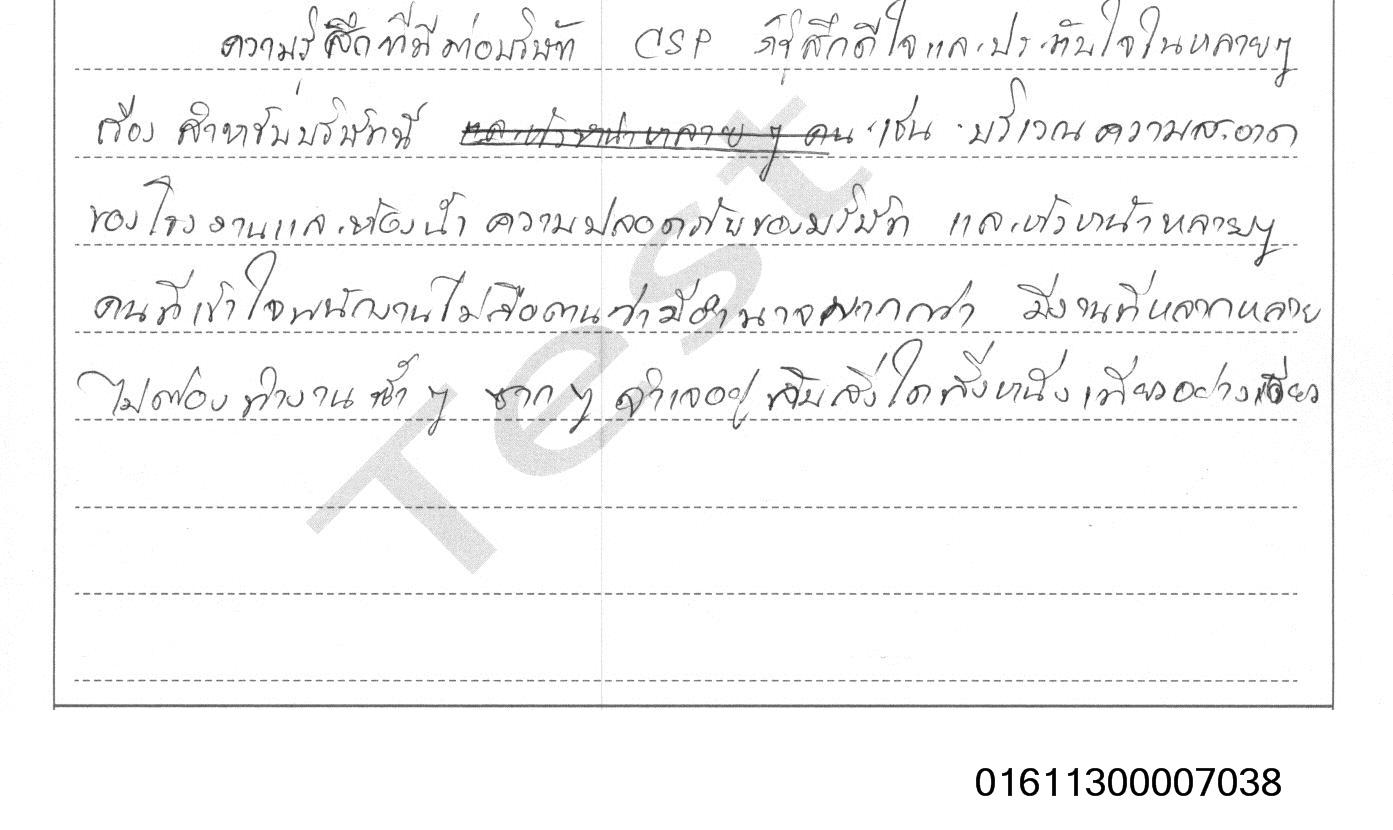 ความรู้สึกที่มีต่อบริษัท CSP ก็รู้สึกดีใจและประทับใจในหลายๆ
เรื่อง สำหรับบริษัทนี้ และหัวหน้าหลายๆ คน เช่น บริเวณความสะอาด
ของโรงงานและห้องน้ำ ความปลอดภัยของบริษัท และหัวหน้าหลายๆ
คนที่เข้าใจพนักงานไม่ถือตนว่ามีอำนาจมากกว่า มีงานที่หลากหลาย
ไม่ต้องทำงานซ้ำๆ ซากๆ จำเจอยู่กับสิ่งใดสิ่งหนึ่งเพียวอย่างเดียว
Test
01611300007038